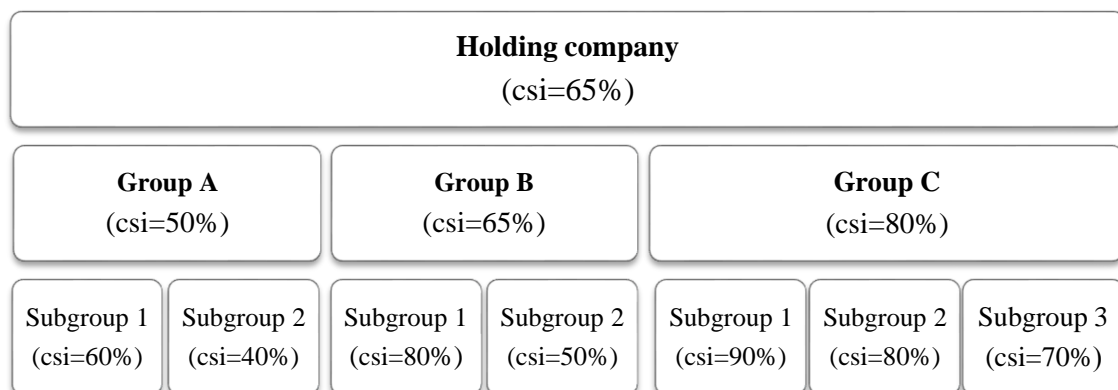 Holding company
(csi=65%)
Group A
(csi=50%)
Group B
(csi=65%)
Group C
(csi=80%)
Subgroup 1
(csi=60%)
Subgroup 2
(csi=40%)
Subgroup 1
(csi=80%)
Subgroup 2
(csi=50%)
Subgroup 1
(csi=90%)
Subgroup 2
(csi=80%)
Subgroup 3
(csi=70%)